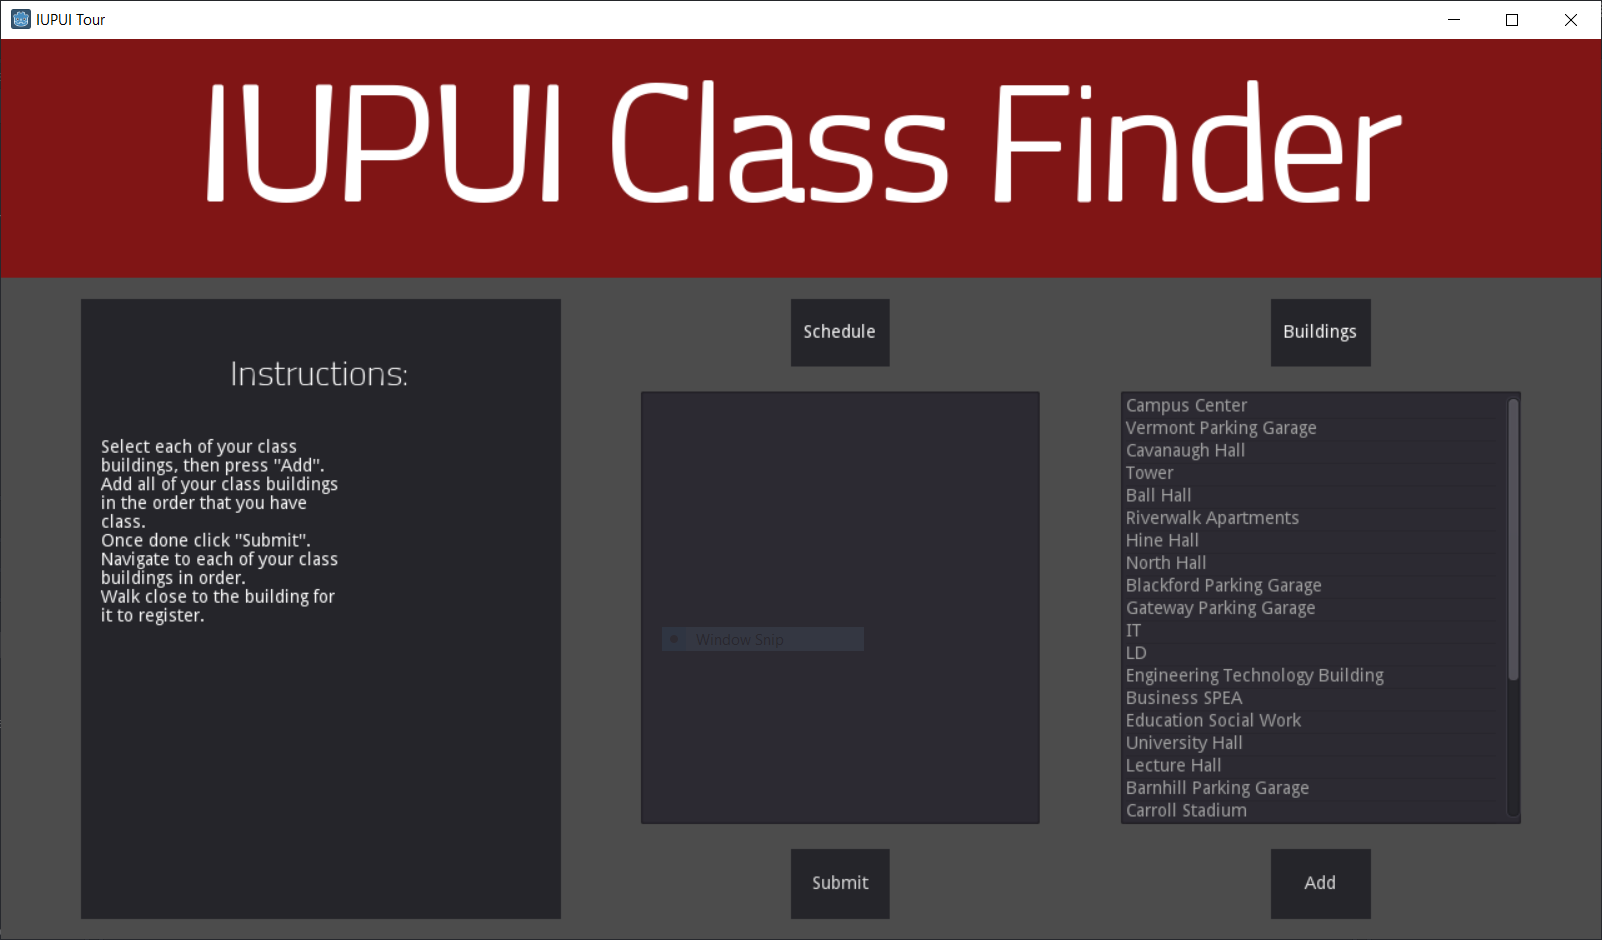 IUPUI Tour
IUPUI Class Finder
Instructions:
Select each of your class
buildings, then press "Add".
Add all of your class buildings
in the order that you have
class.
Once done click "Submit".
Navigate to each of your class
buildings in order.
Walk close to the building for
it to register.
Schedule
Window Snip
Submit
Buildings
Campus Center
Vermont Parking Garage
Cavanaugh Hall
Tower
Ball Hall
Riverwalk Apartments
Hine Hall
North Hall
Blackford Parking Garage
Gateway Parking Garage
IT
LD
Engineering Technology Building
Business SPEA
Education Social Work
University Hall
Lecture Hall
Barnhill Parking Garage
Carroll Stadium
Add